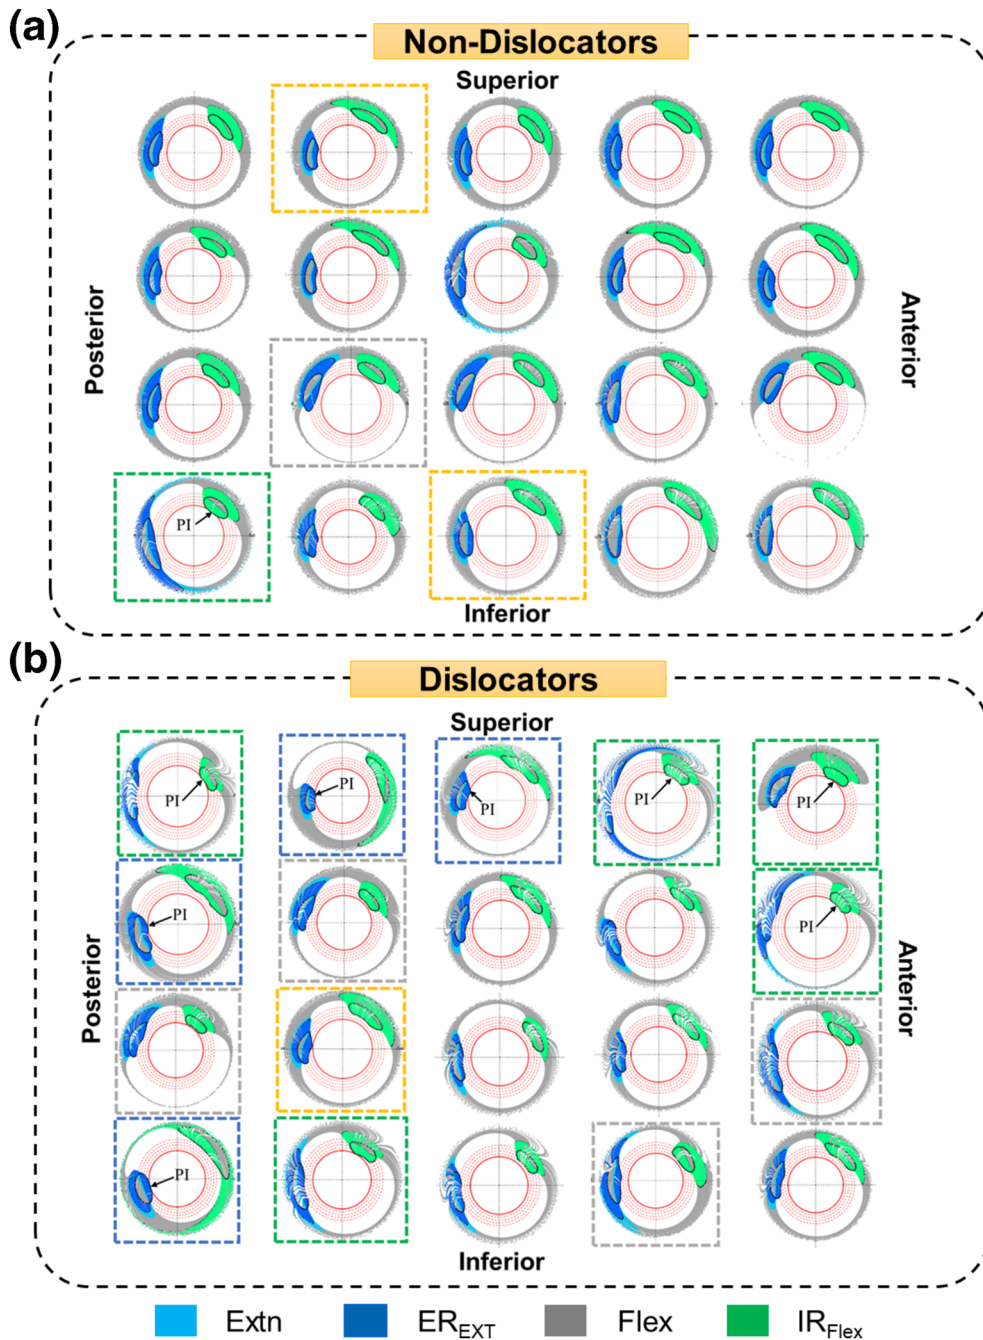 (a)
Non-Dislocators
Superior
Posterior
Anterior
PI
Inferior
(b)
Dislocators
Superior
PI
PI
PI
PI
PI
PI
PI
Posterior
Anterior
PI
Inferior
Extn
ER_EXT
Flex
IR_Flex